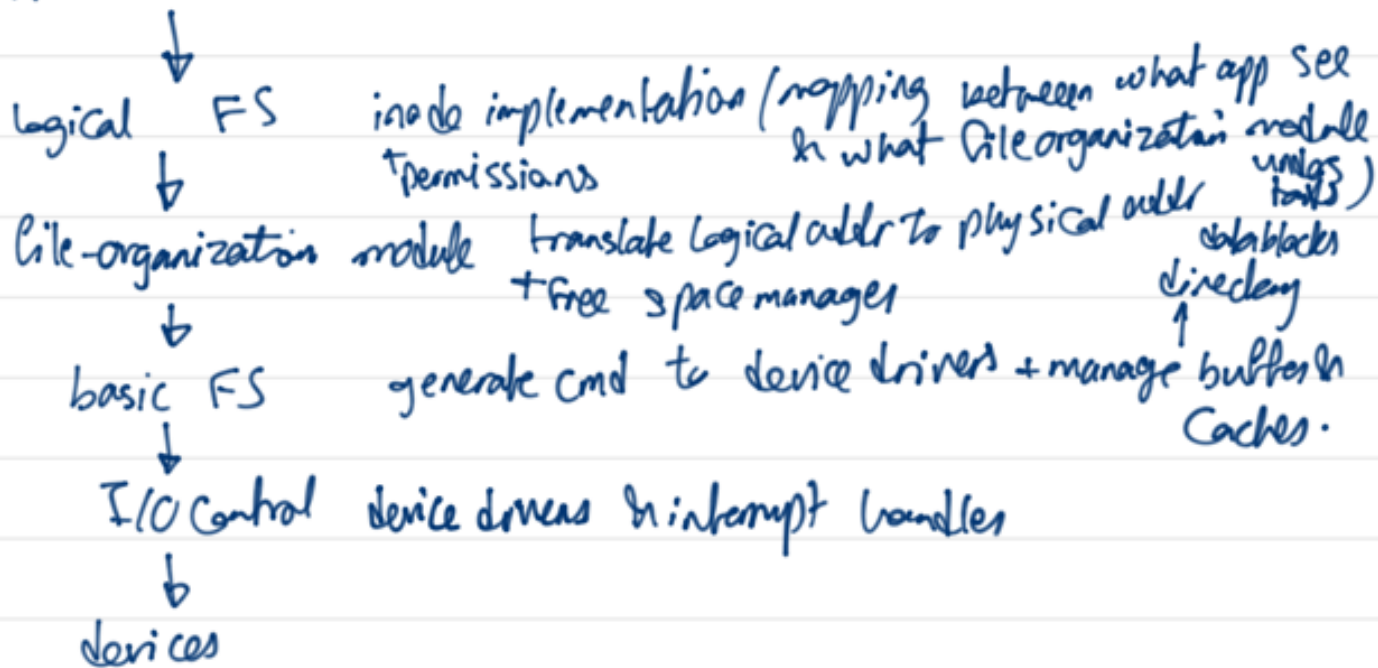 logical FS inode implementation (mapping between what app see
& what file organization module
+ permissions
file-organization module translate logical addr to physical addr
+ free space manager
data blocks
directory
basic FS generate cmd to device drivers + manage buffers &
Caches.
I/O Control device drivers & interrupt handles
devices